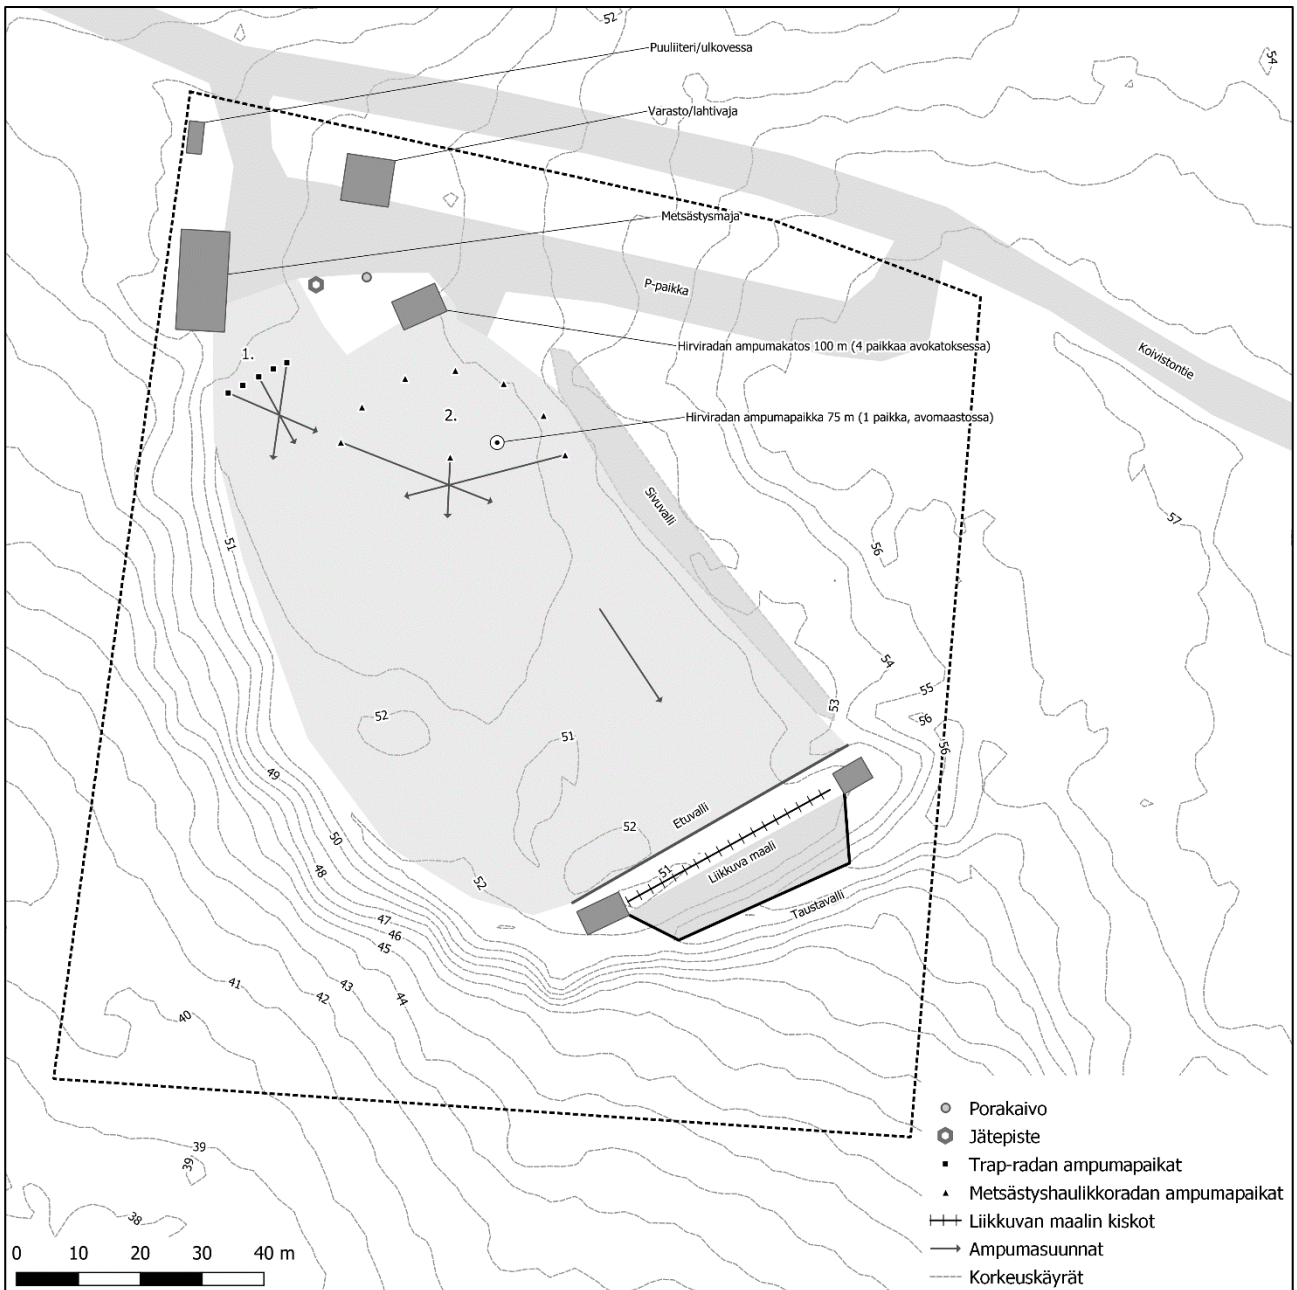 52
54
Puuliiteri/ulkovessa
Varasto/lahtivaja
Metsästysmaja
P-paikka
Hirviradan ampumakatos 100 m (4 paikkaa avokatoksessa)
Koivistontie
1.
2.
Hirviradan ampumapaikka 75 m (1 paikka, avomaastossa)
Sivuvalli
57
51
56
54
55
53
56
56
52
51
49
52
Etuvalli
50
51
Liikkuva maali
48
52
Taustavalli
47
46
45
41
43
42
44
40
39
39
38
Porakaivo
Jätepiste
Trap-radan ampumapaikat
Metsästyshaulikkoradan ampumapaikat
Liikkuvan maalin kiskot
Ampumasuunnat
Korkeuskäyrät
0 10 20 30 40 m